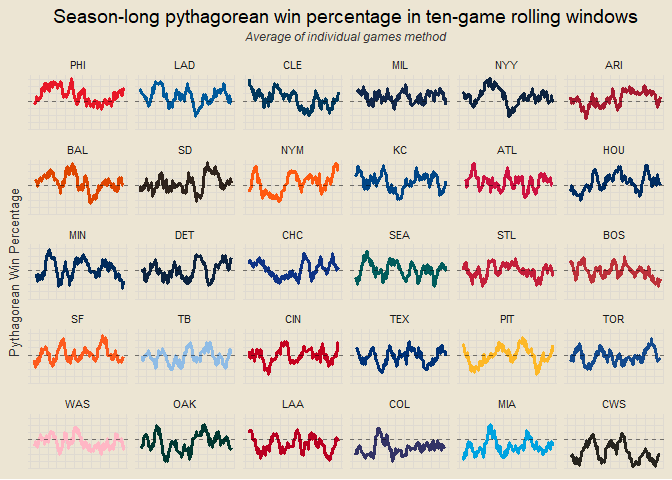 Season-long pythagorean win percentage in ten-game rolling windows
Average of individual games method
PHI LAD CLE MIL NYY ARI
BAL SD NYM KC ATL HOU
MIN DET CHC SEA STL BOS
SF TB CIN TEX PIT TOR
WAS OAK LAA COL MIA CWS
Pythagorean Win Percentage